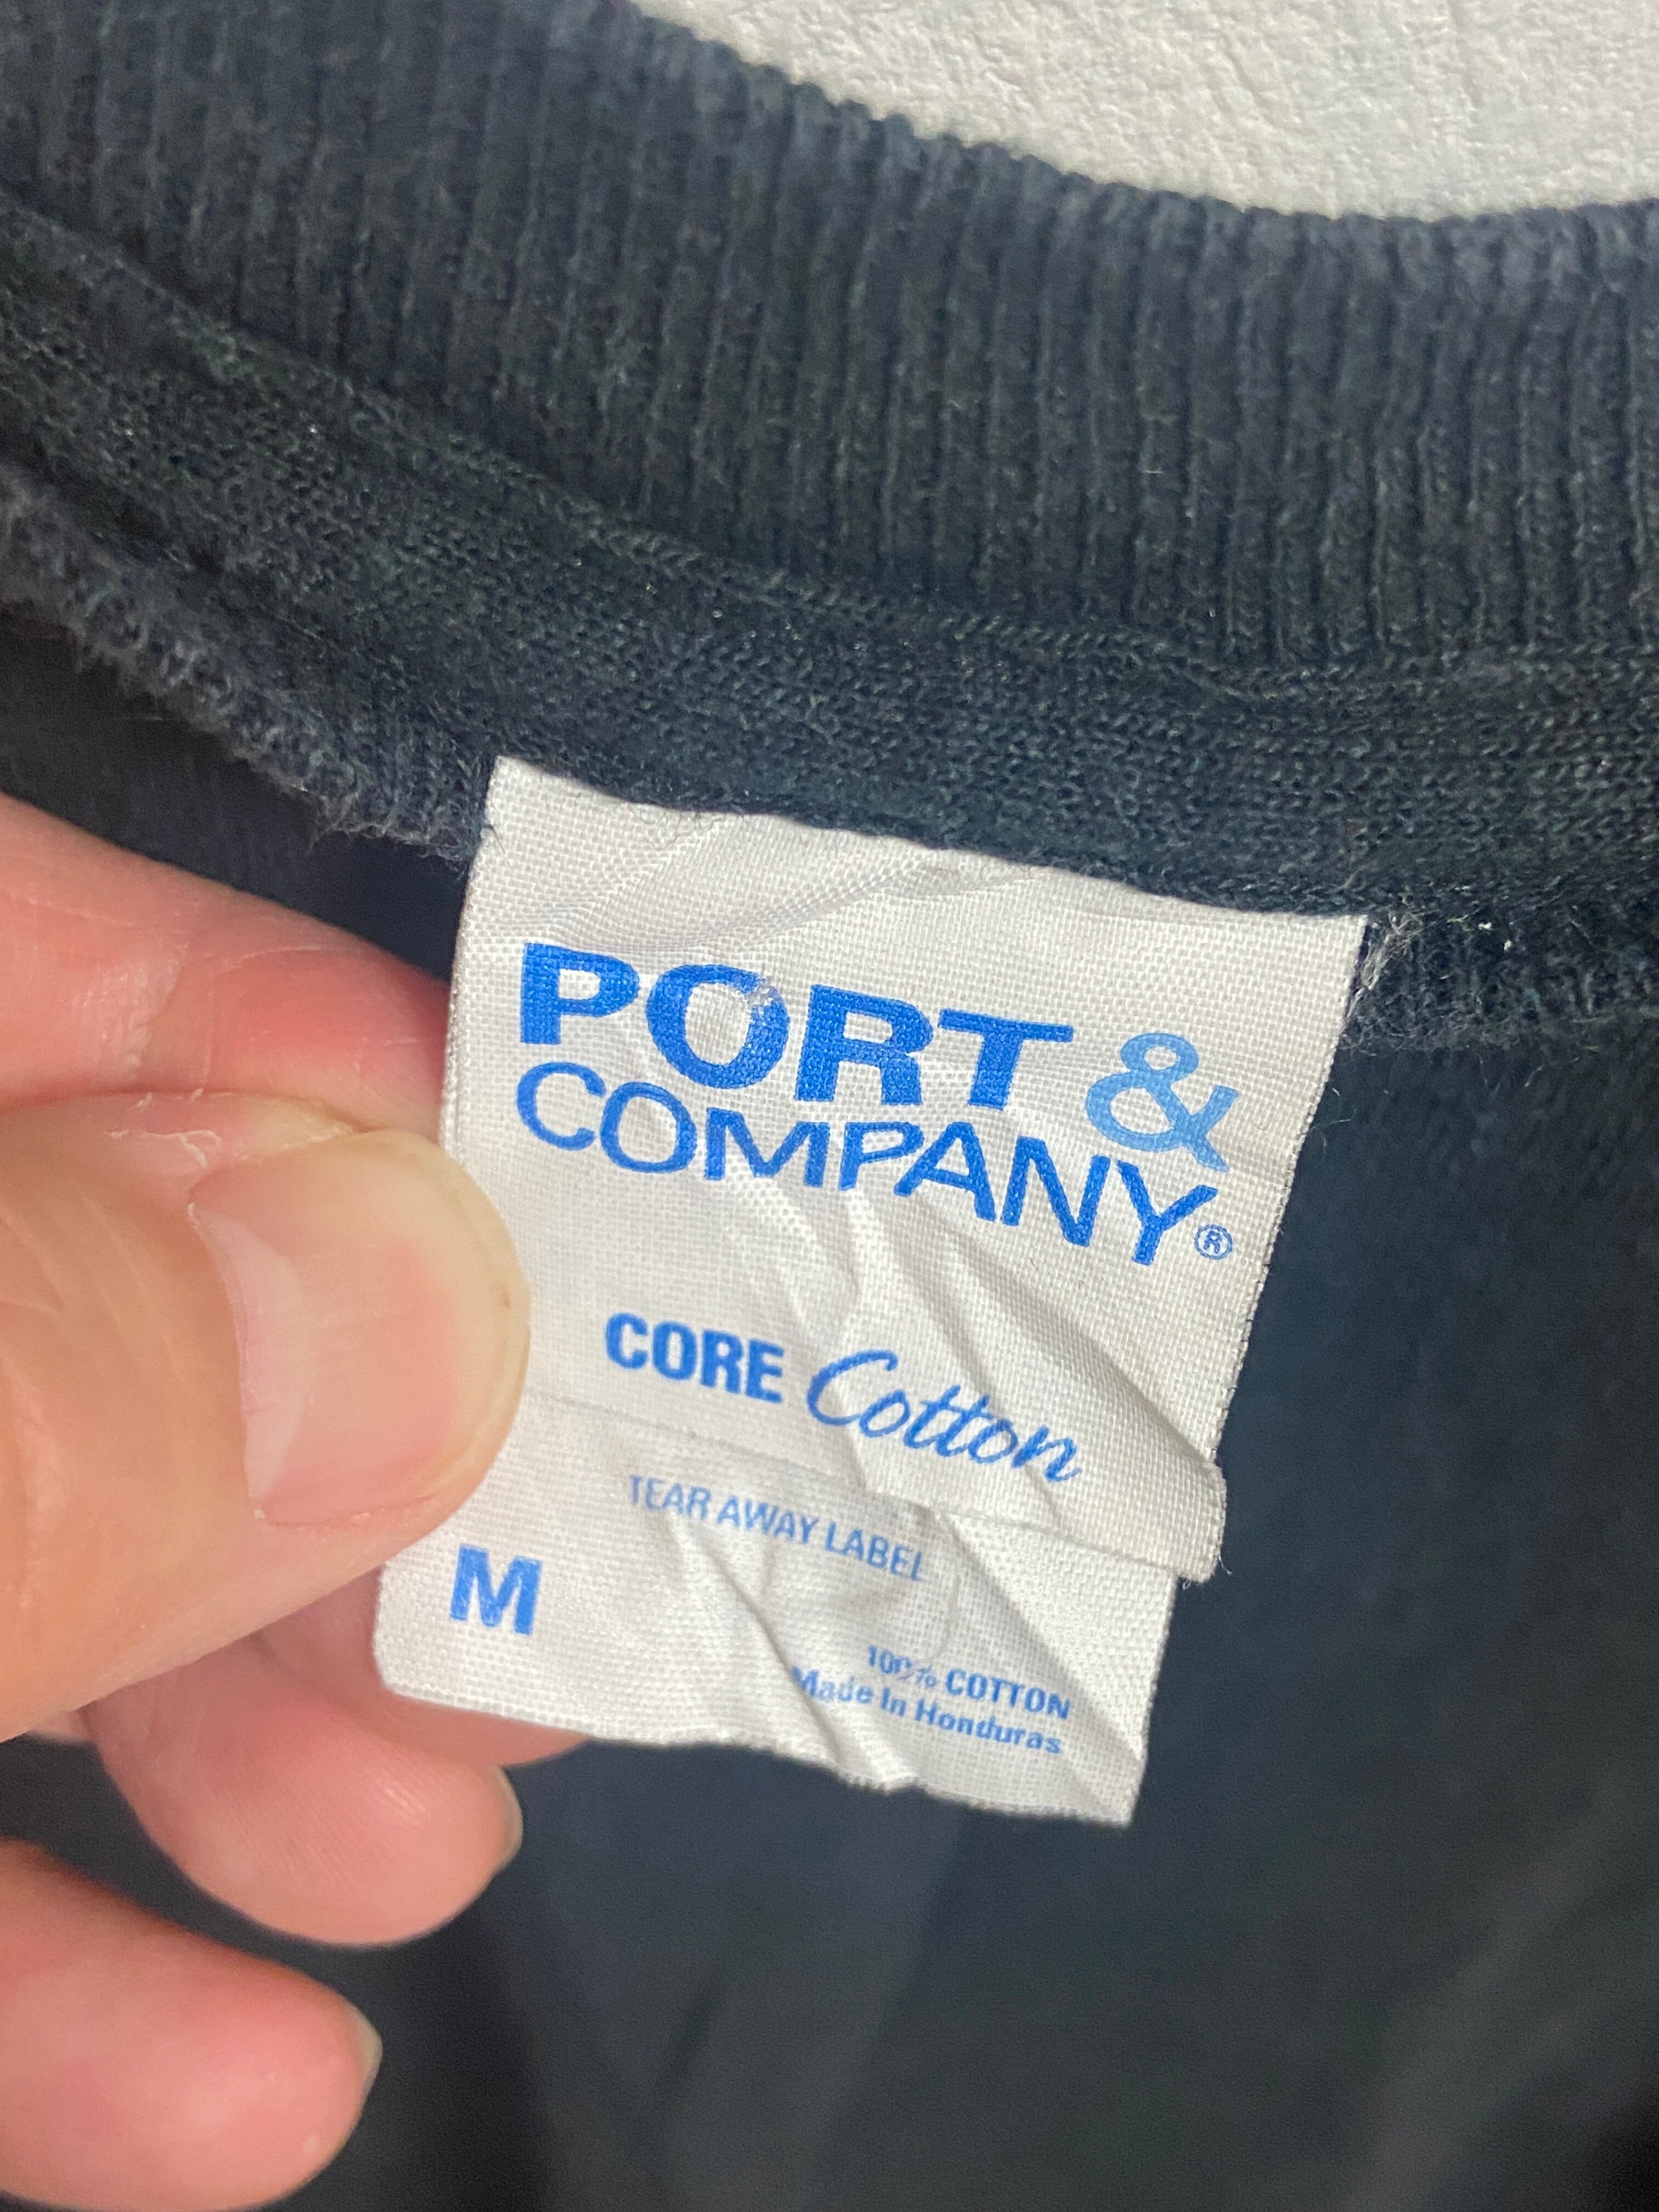 PORT &
COMPANY®
CORE Cotton
TEAR AWAY LABEL
M
100% COTTON
Made In Honduras